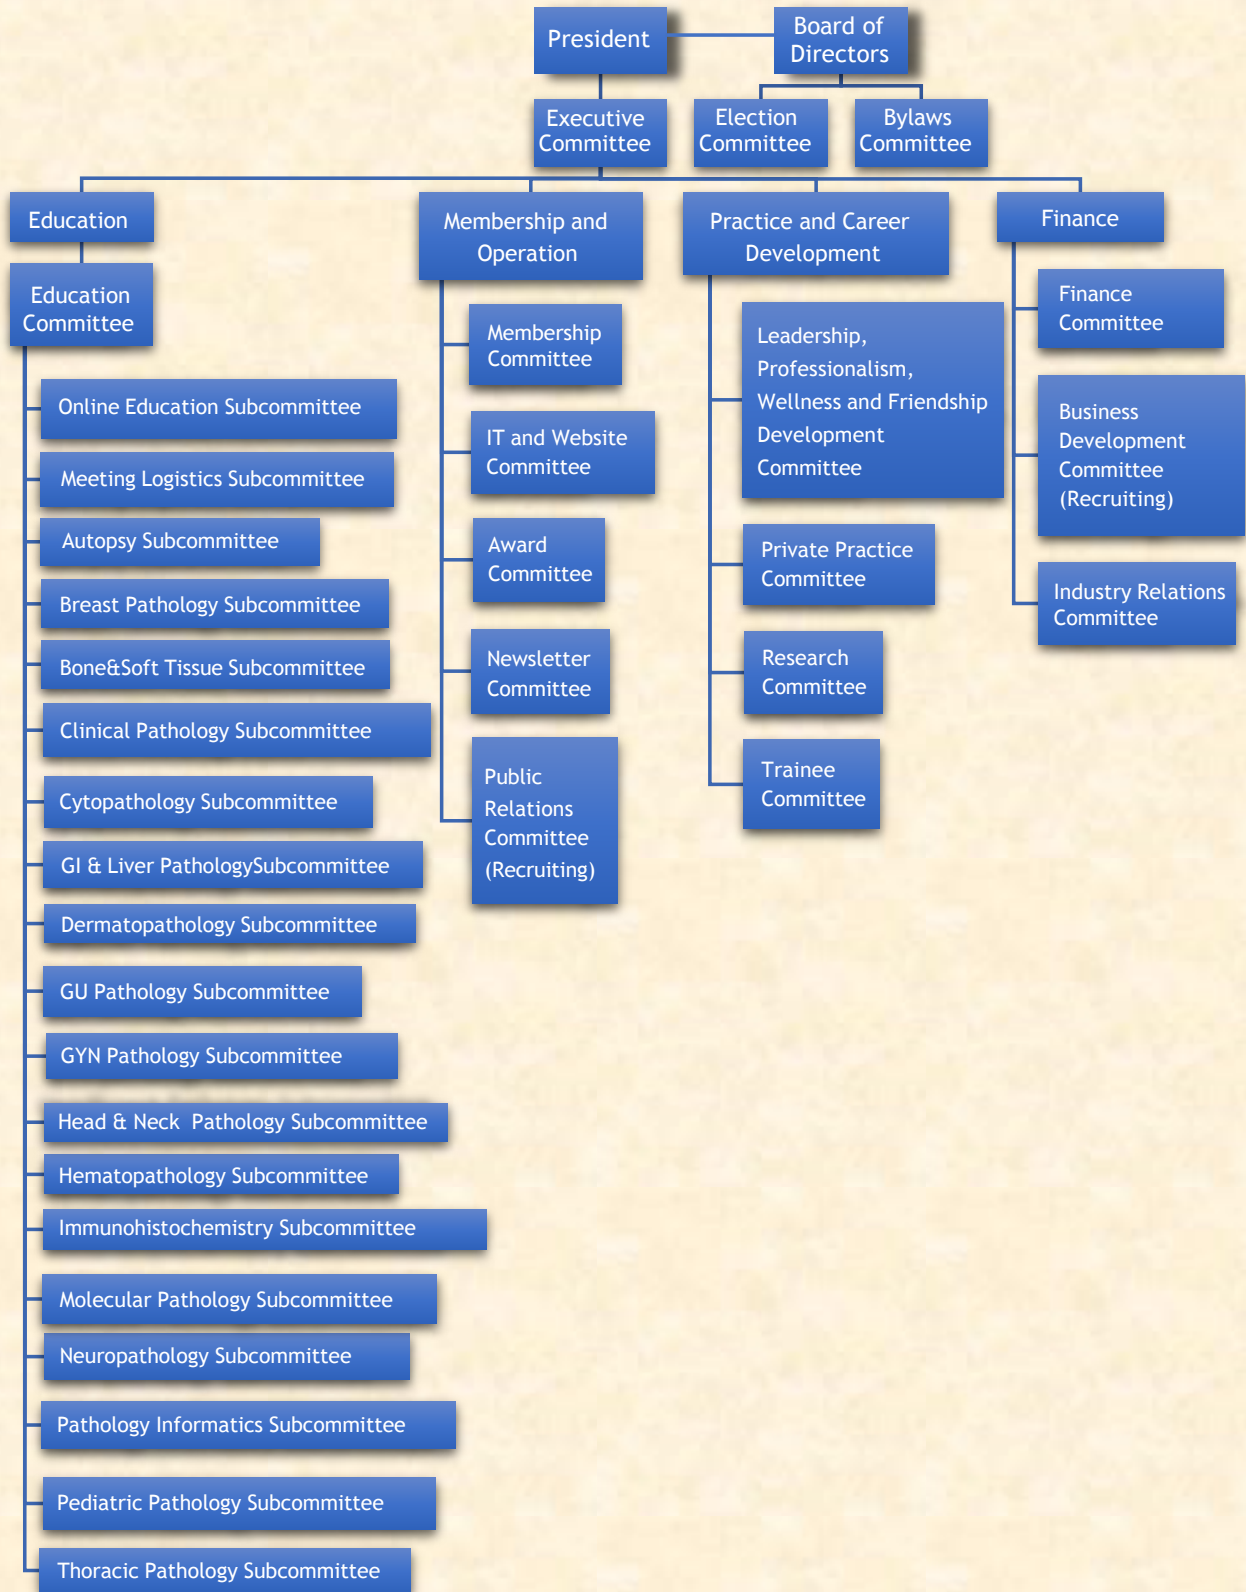 President
Board of
Directors
Executive
Committee
Election
Committee
Bylaws
Committee
Education
Membership and
Operation
Practice and Career
Development
Finance
Education
Committee
Online Education Subcommittee
Meeting Logistics Subcommittee
Autopsy Subcommittee
Breast Pathology Subcommittee
Bone&Soft Tissue Subcommittee
Clinical Pathology Subcommittee
Cytopathology Subcommittee
GI & Liver PathologySubcommittee
Dermatopathology Subcommittee
GU Pathology Subcommittee
GYN Pathology Subcommittee
Head & Neck  Pathology Subcommittee
Hematopathology Subcommittee
Immunohistochemistry Subcommittee
Molecular Pathology Subcommittee
Neuropathology Subcommittee
Pathology Informatics Subcommittee
Pediatric Pathology Subcommittee
Thoracic Pathology Subcommittee
Membership
Committee
IT and Website
Committee
Award
Committee
Newsletter
Committee
Public
Relations
Committee
(Recruiting)
Leadership,
Professionalism,
Wellness and Friendship
Development
Committee
Private Practice
Committee
Research
Committee
Trainee
Committee
Finance
Committee
Business
Development
Committee
(Recruiting)
Industry Relations
Committee